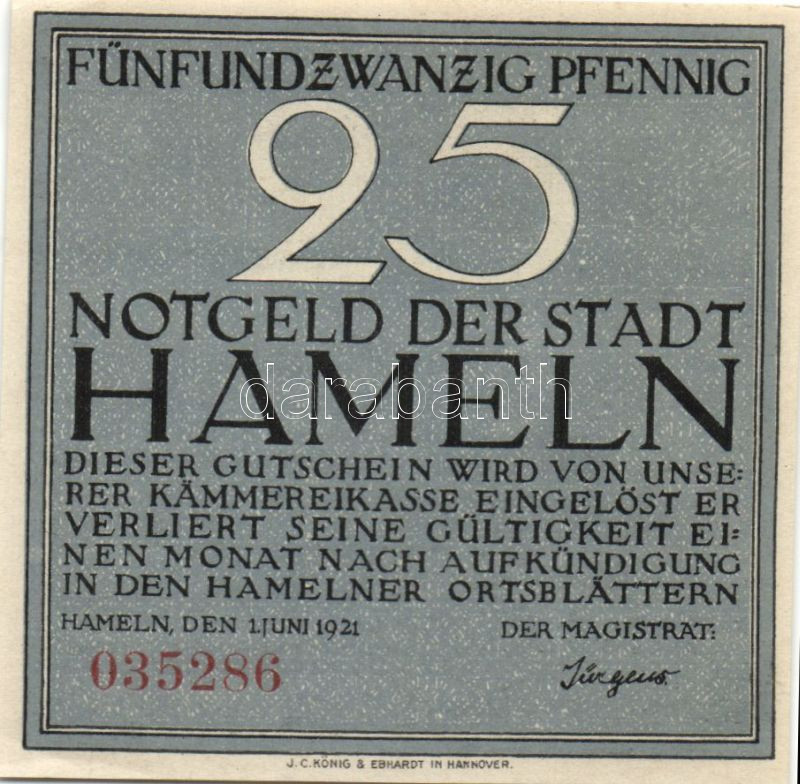 FÜNFUNDZWANZIG PFENNIG
25
NOTGELD DER STADT
HAMELN
darabanth
DIESER GUTSCHEIN WIRD VON UNSE=
RER KÄMMEREIKASSE EINGELÖST ER
VERLIERT SEINE GÜLTIGKEIT EI=
NEN MONAT NACH AUFKÜNDIGUNG
IN DEN HAMELNER ORTSBLÄTTERN
HAMELN, DEN 1. JUNI 1921 DER MAGISTRAT:
035286 Jürgens.
J. C. KÖNIG & EBHARDT IN HANNOVER.